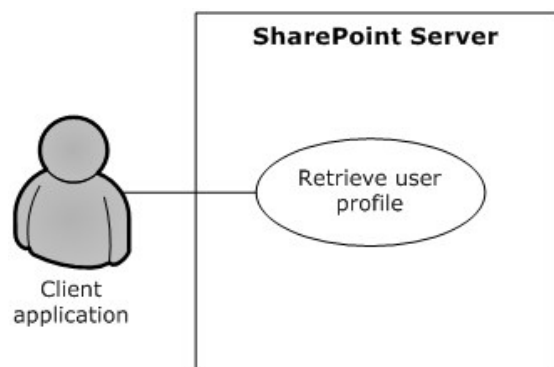 SharePoint Server
Retrieve user
profile
Client
application